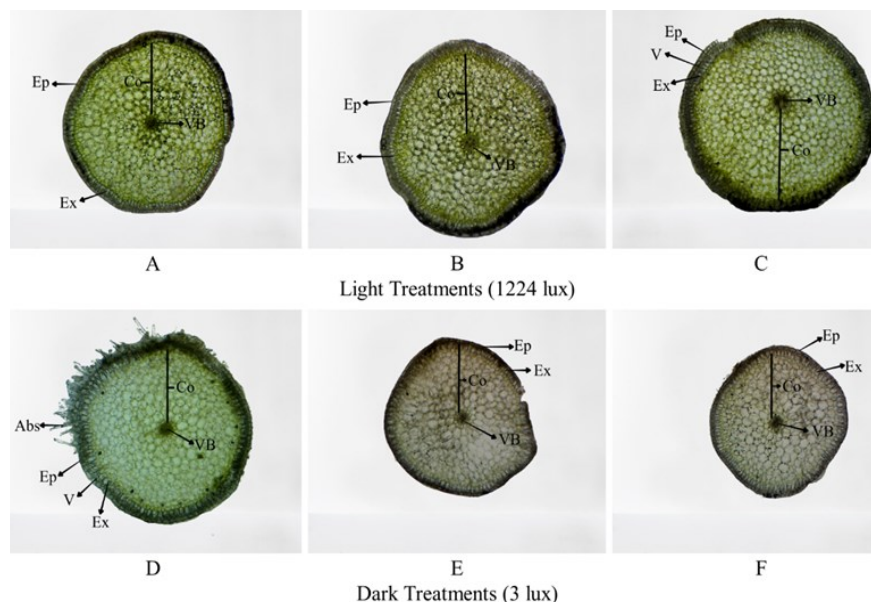 Ep
Co
VB
Ex
A
Ep
Co
Ex
VB
B
Ep
V
Ex
VB
Co
C
Light Treatments (1224 lux)
Co
Abs
VB
Ep
V
Ex
D
Ep
Ex
Co
VB
E
Ep
Ex
Co
VB
F
Dark Treatments (3 lux)